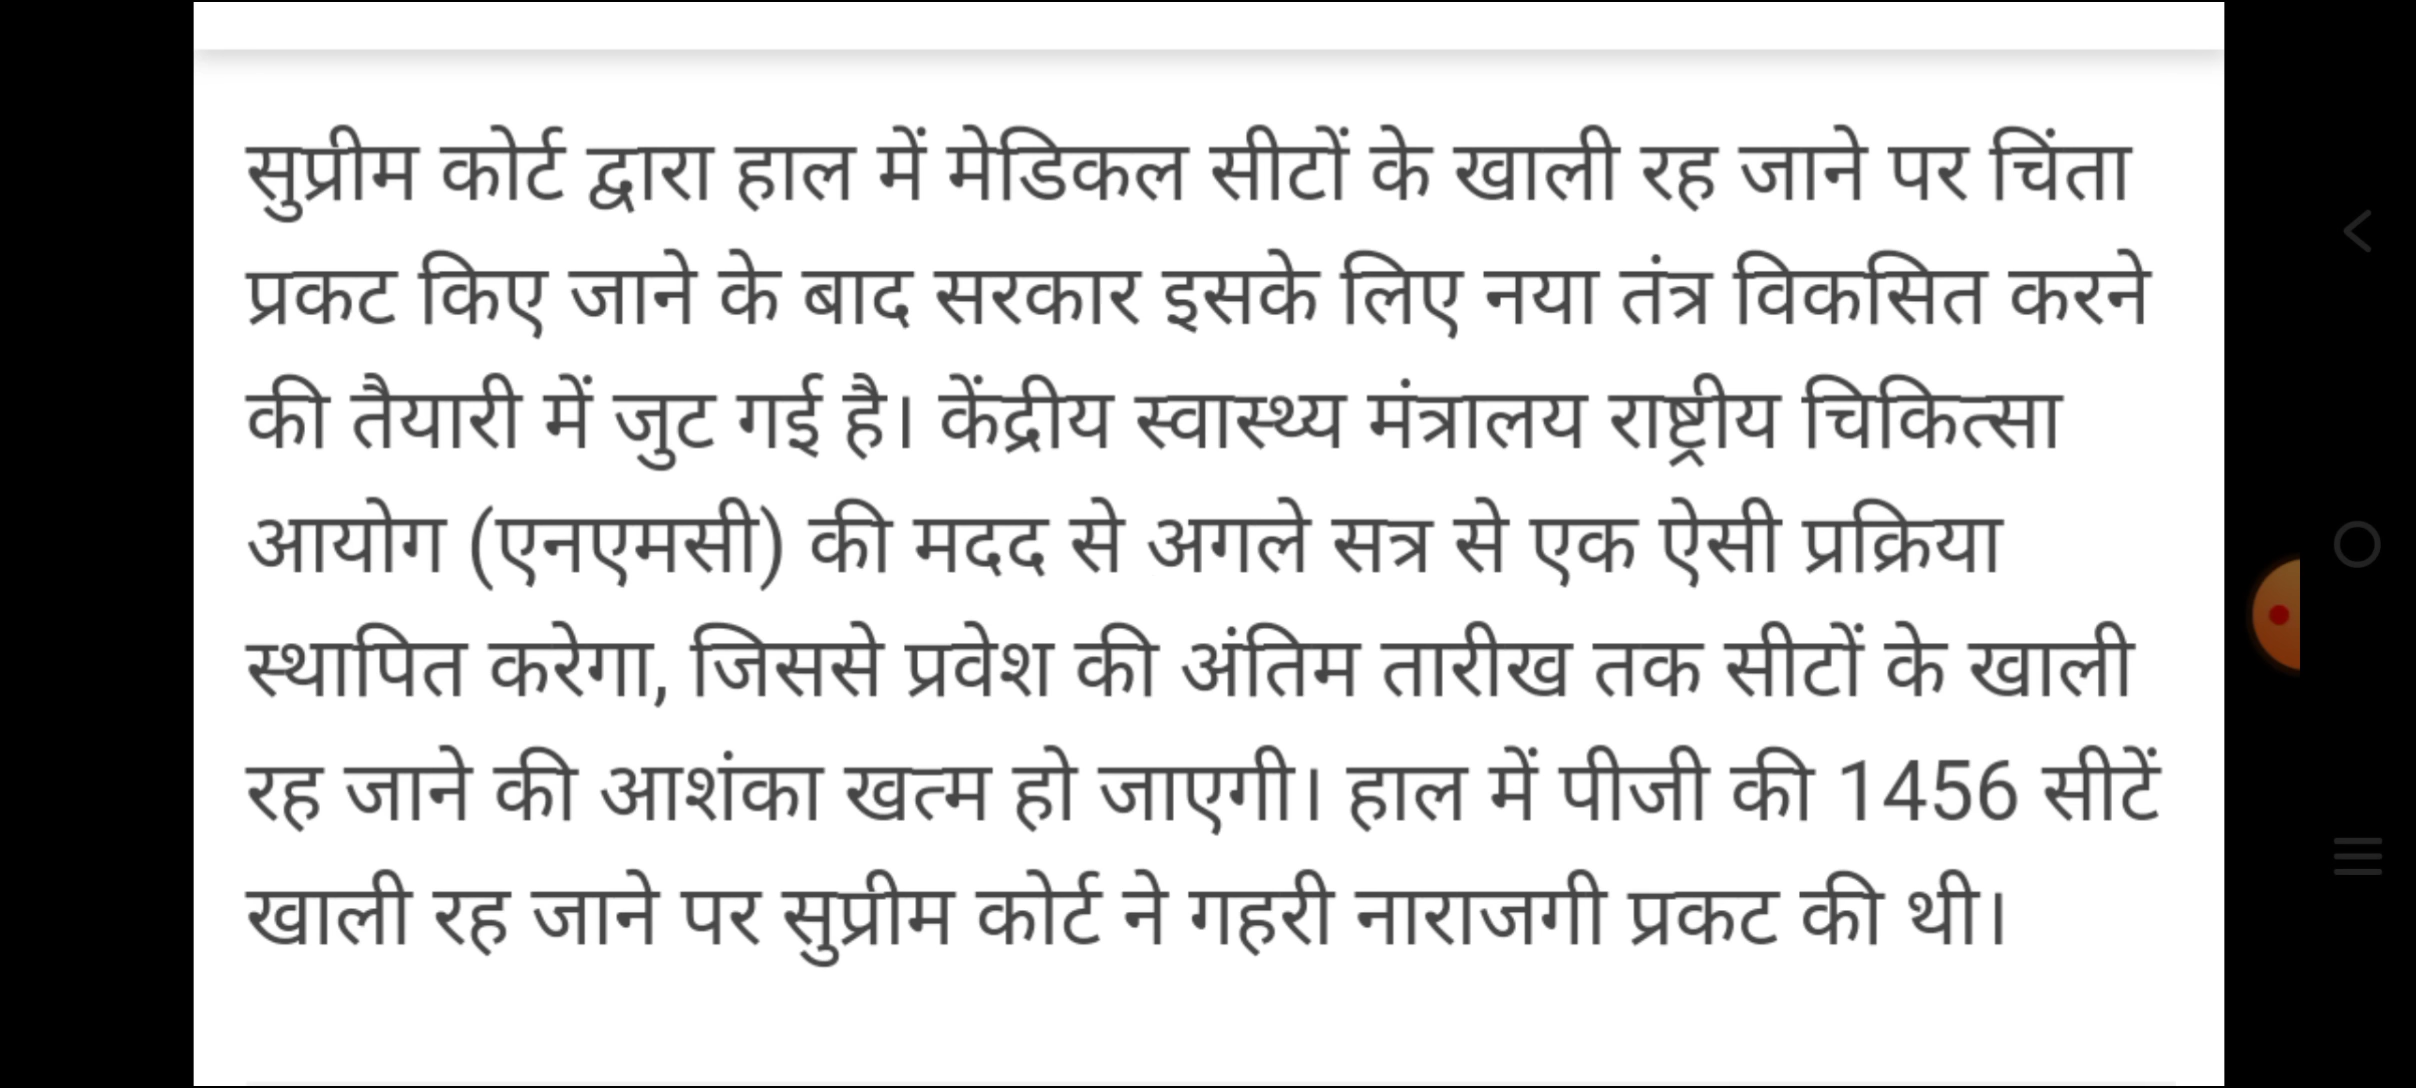 सुप्रीम कोर्ट द्वारा हाल में मेडिकल सीटों के खाली रह जाने पर चिंता
प्रकट किए जाने के बाद सरकार इसके लिए नया तंत्र विकसित करने
की तैयारी में जुट गई है। केंद्रीय स्वास्थ्य मंत्रालय राष्ट्रीय चिकित्सा
आयोग (एनएमसी) की मदद से अगले सत्र से एक ऐसी प्रक्रिया
स्थापित करेगा, जिससे प्रवेश की अंतिम तारीख तक सीटों के खाली
रह जाने की आशंका खत्म हो जाएगी। हाल में पीजी की 1456 सीटें
खाली रह जाने पर सुप्रीम कोर्ट ने गहरी नाराजगी प्रकट की थी।